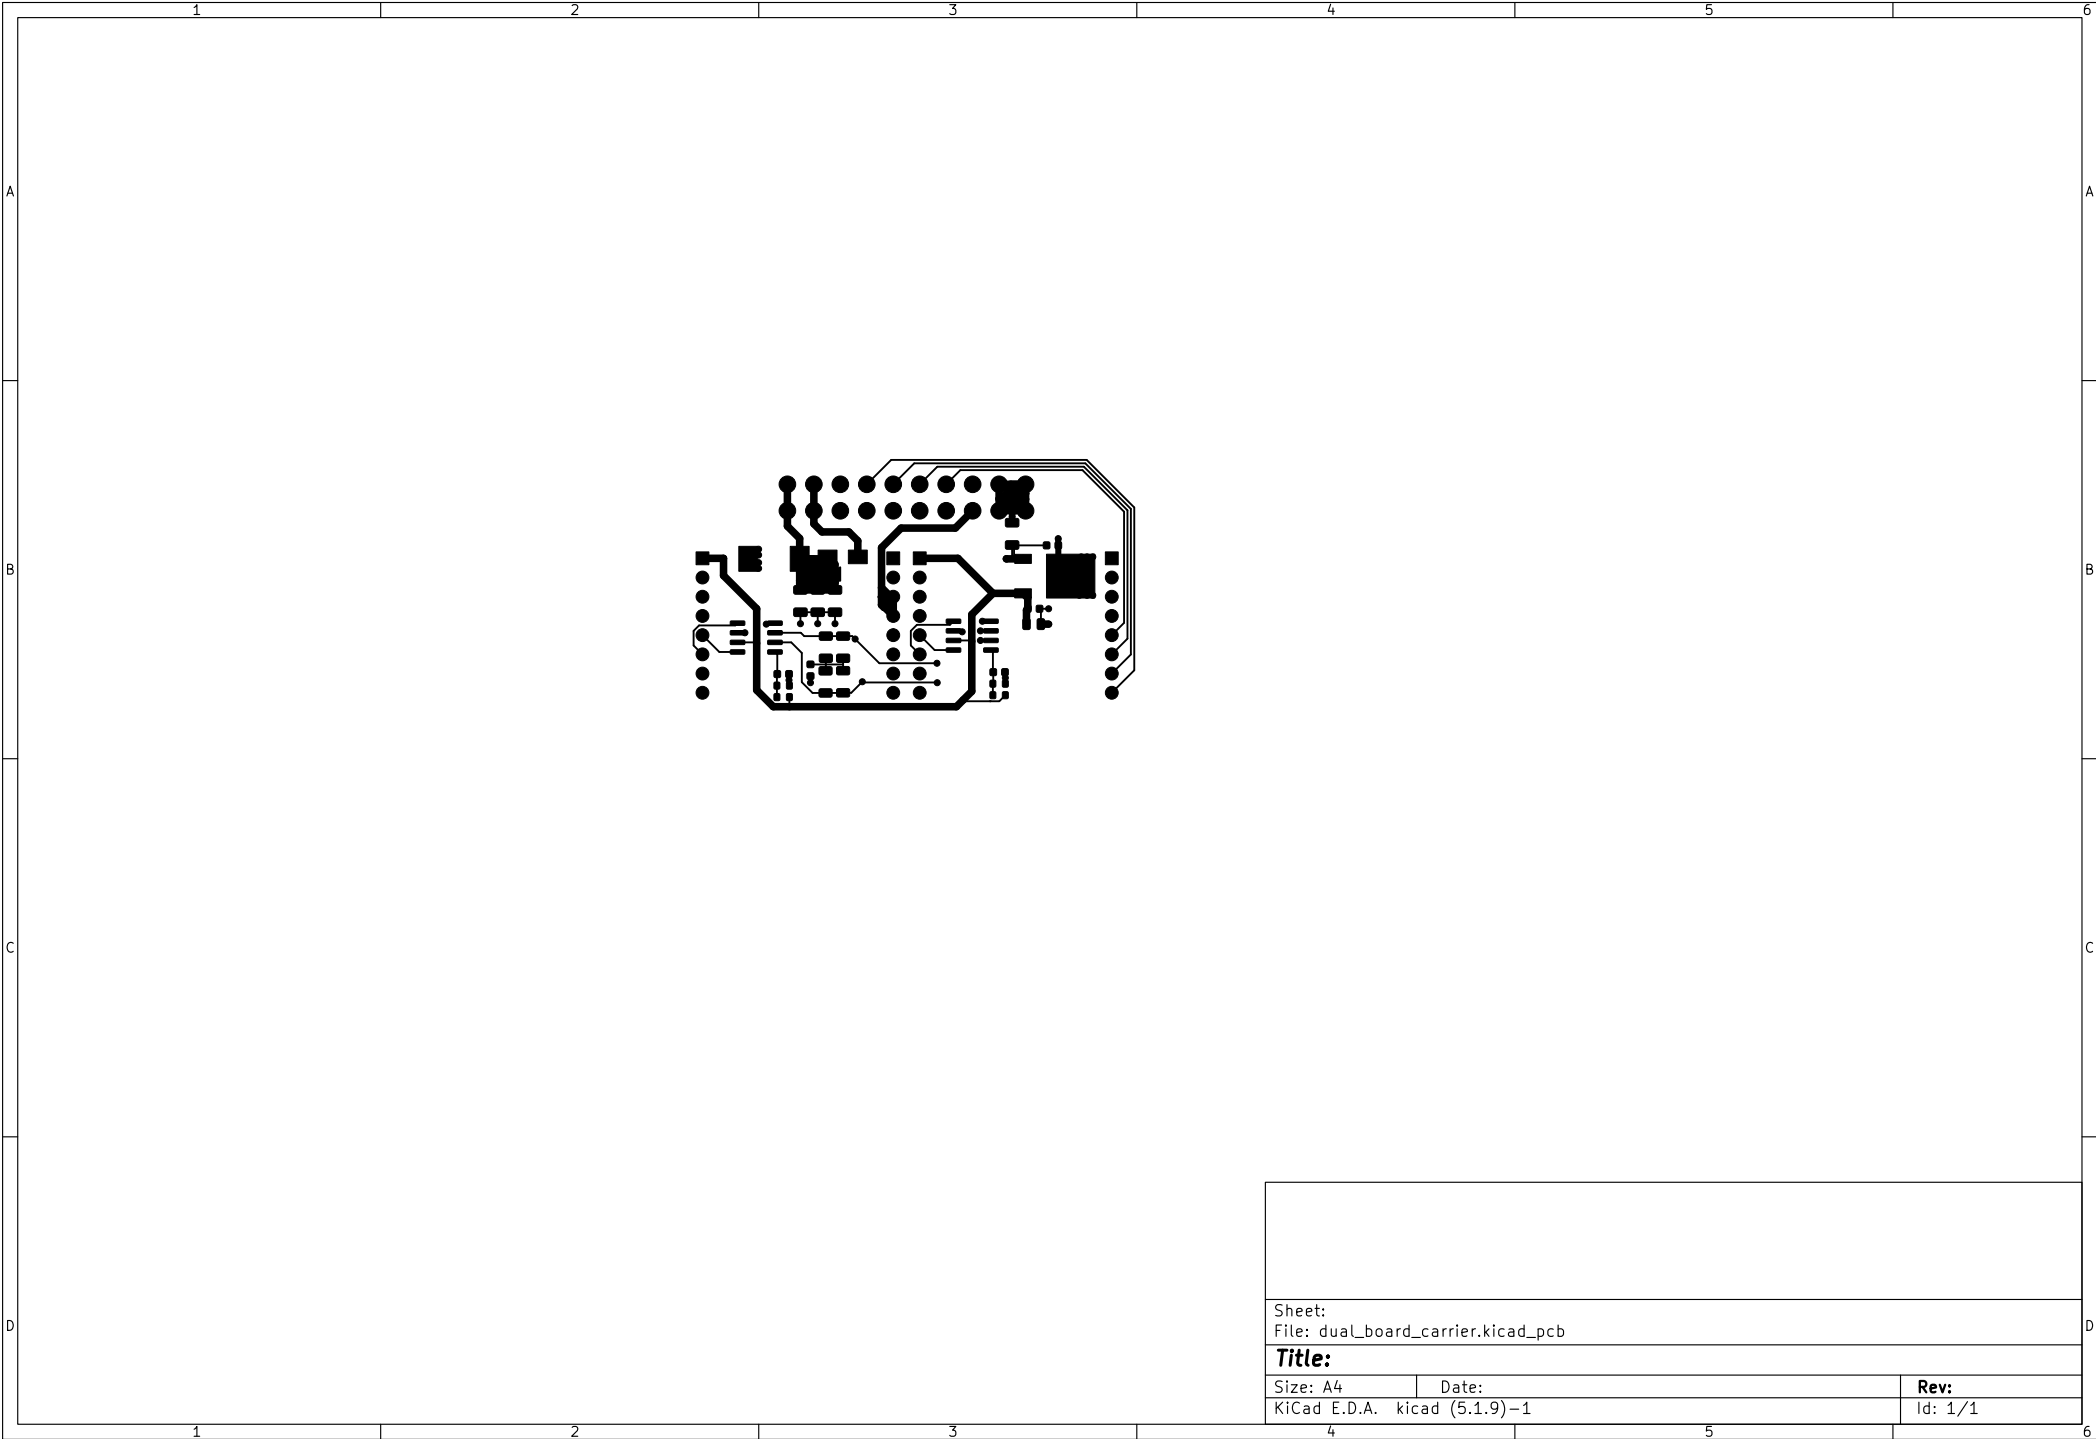 1 2 3 4 5 6
A A
B B
C C
Sheet:
File: dual_board_carrier.kicad_pcb
D D
Title:
Size: A4 Date: Rev:
KiCad E.D.A. kicad (5.1.9)-1 Id: 1/1
1 2 3 4 5 6